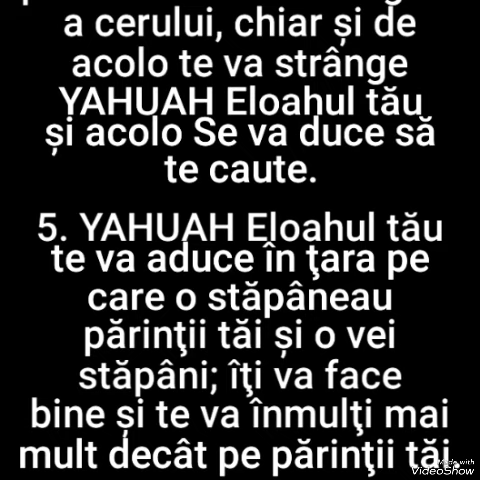 a cerului, chiar și de
acolo te va strânge
YAHUAH Eloahul tău
și acolo Se va duce să
te caute.
5. YAHUAH Eloahul tău
te va aduce în ţara pe
care o stăpâneau
părinţii tăi și o vei
stăpâni; îţi va face
bine și te va înmulţi mai
mult decât pe părinţii tăi.
Made with
VideoShow